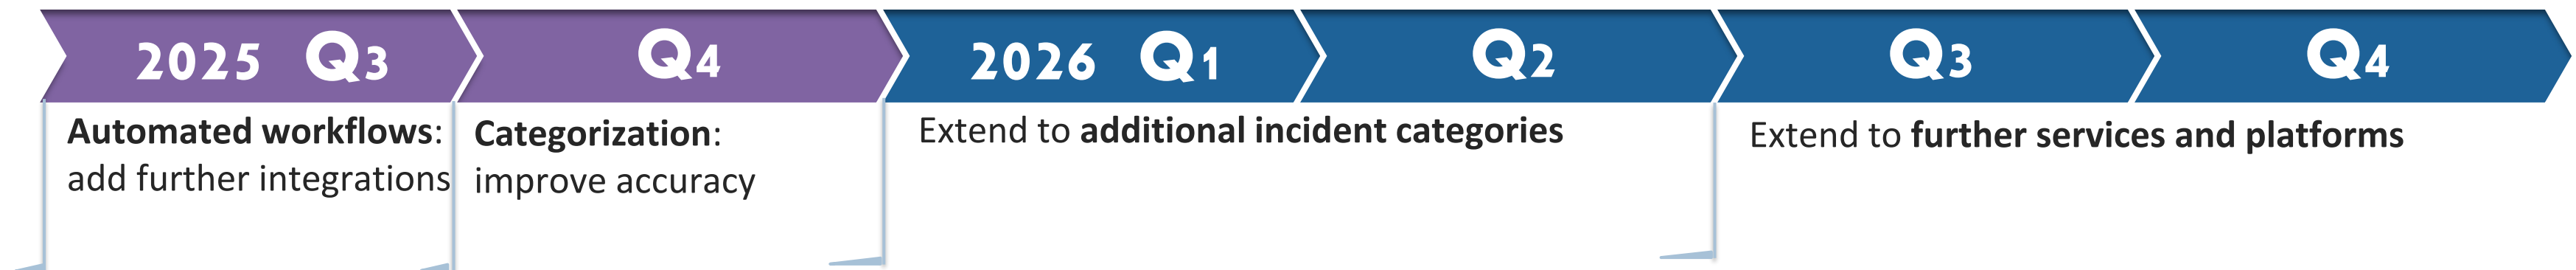 2025 Q3 Q4 2026 Q1 Q2 Q3 Q4
Automated workflows:
add further integrations
Categorization:
improve accuracy
Extend to additional incident categories
Extend to further services and platforms